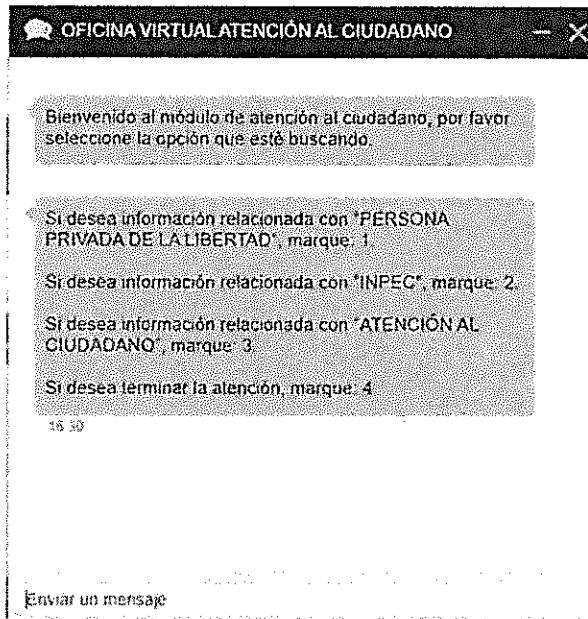 OFICINA VIRTUAL ATENCIÓN AL CIUDADANO
Bienvenido al módulo de atención al ciudadano, por favor
seleccione la opción que esté buscando.
Si desea información relacionada con "PERSONA
PRIVADA DE LA LIBERTAD", marque: 1.
Si desea información relacionada con "INPEC", marque: 2.
Si desea información relacionada con "ATENCIÓN AL
CIUDADANO", marque: 3.
Si desea terminar la atención, marque: 4
16:30
Enviar un mensaje